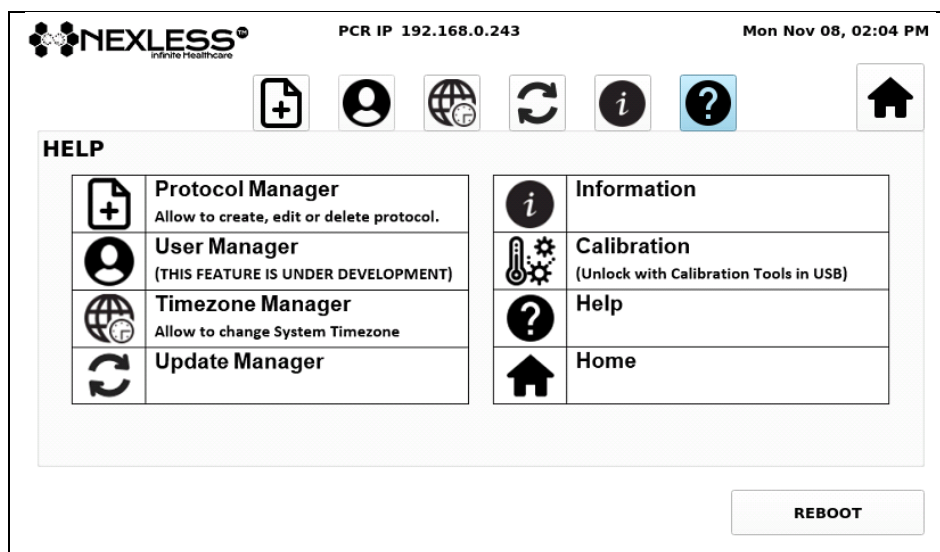 NEXLESS™
Infinite Healthcare
PCR IP 192.168.0.243
Mon Nov 08, 02:04 PM
HELP
Protocol Manager
Allow to create, edit or delete protocol.
User Manager
(THIS FEATURE IS UNDER DEVELOPMENT)
Timezone Manager
Allow to change System Timezone
Update Manager
Information
Calibration
(Unlock with Calibration Tools in USB)
Help
Home
REBOOT